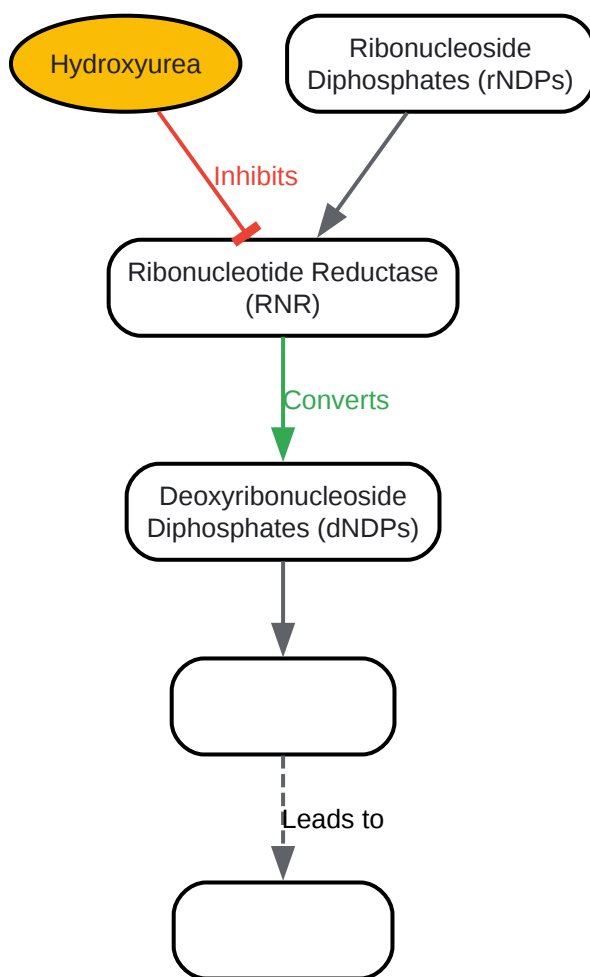 Hydroxyurea
Ribonucleoside
Diphosphates (rNDPs)
Inhibits
Ribonucleotide Reductase
(RNR)
Converts
Deoxyribonucleoside
Diphosphates (dNDPs)
Leads to